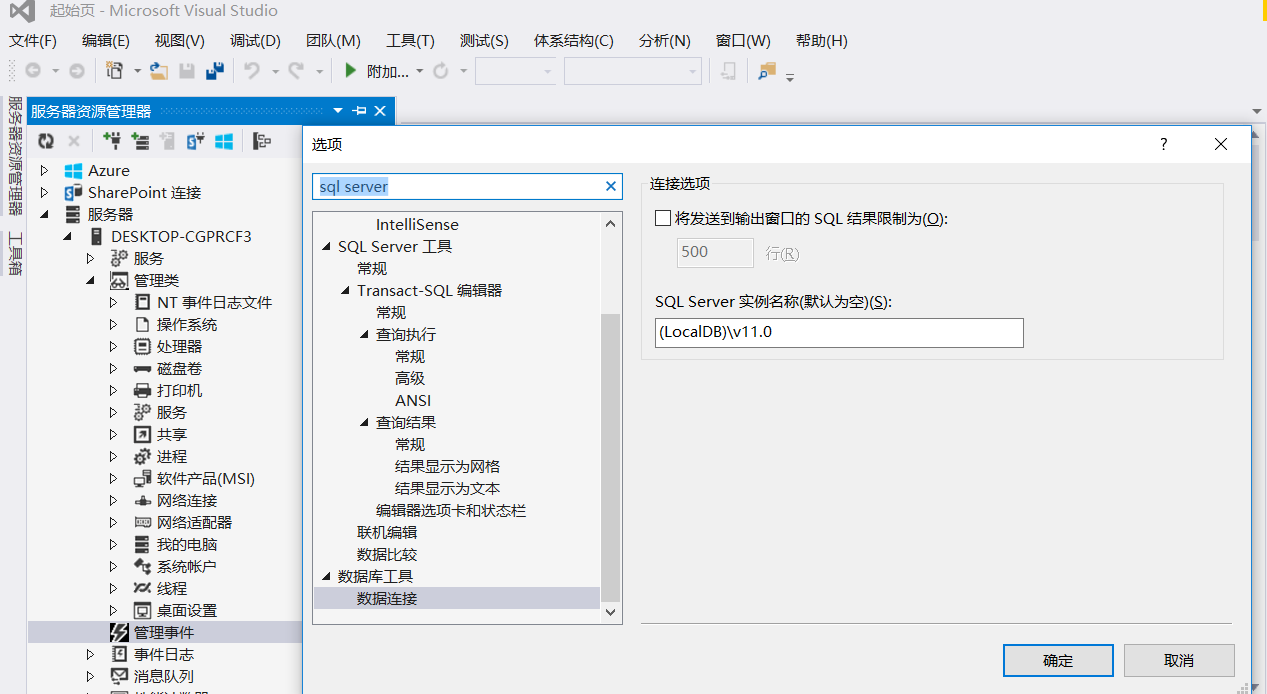 起始页 - Microsoft Visual Studio
文件(F) 编辑(E) 视图(V) 调试(D) 团队(M) 工具(T) 测试(S) 体系结构(C) 分析(N) 窗口(W) 帮助(H)
附加...
服务器资源管理器
工具箱
服务器资源管理器
Azure
SharePoint 连接
服务器
DESKTOP-CGPRCF3
服务
管理类
NT 事件日志文件
操作系统
处理器
磁盘卷
打印机
服务
共享
进程
软件产品(MSI)
网络连接
网络适配器
我的电脑
系统帐户
线程
桌面设置
管理事件
事件日志
消息队列
选项
?
sql server
IntelliSense
SQL Server 工具
常规
Transact-SQL 编辑器
常规
查询执行
常规
高级
ANSI
查询结果
常规
结果显示为网格
结果显示为文本
编辑器选项卡和状态栏
联机编辑
数据比较
数据库工具
数据连接
连接选项
将发送到输出窗口的 SQL 结果限制为(O):
500 行(R)
SQL Server 实例名称(默认为空)(S):
(LocalDB)\v11.0
确定 取消